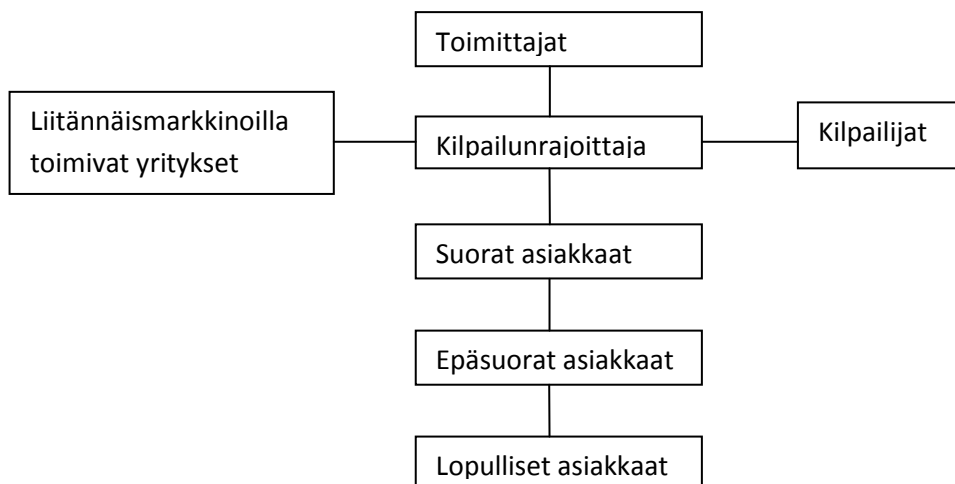 Toimittajat
Liitännäismarkkinoilla
toimivat yritykset
Kilpailunrajoittaja
Kilpailijat
Suorat asiakkaat
Epäsuorat asiakkaat
Lopulliset asiakkaat